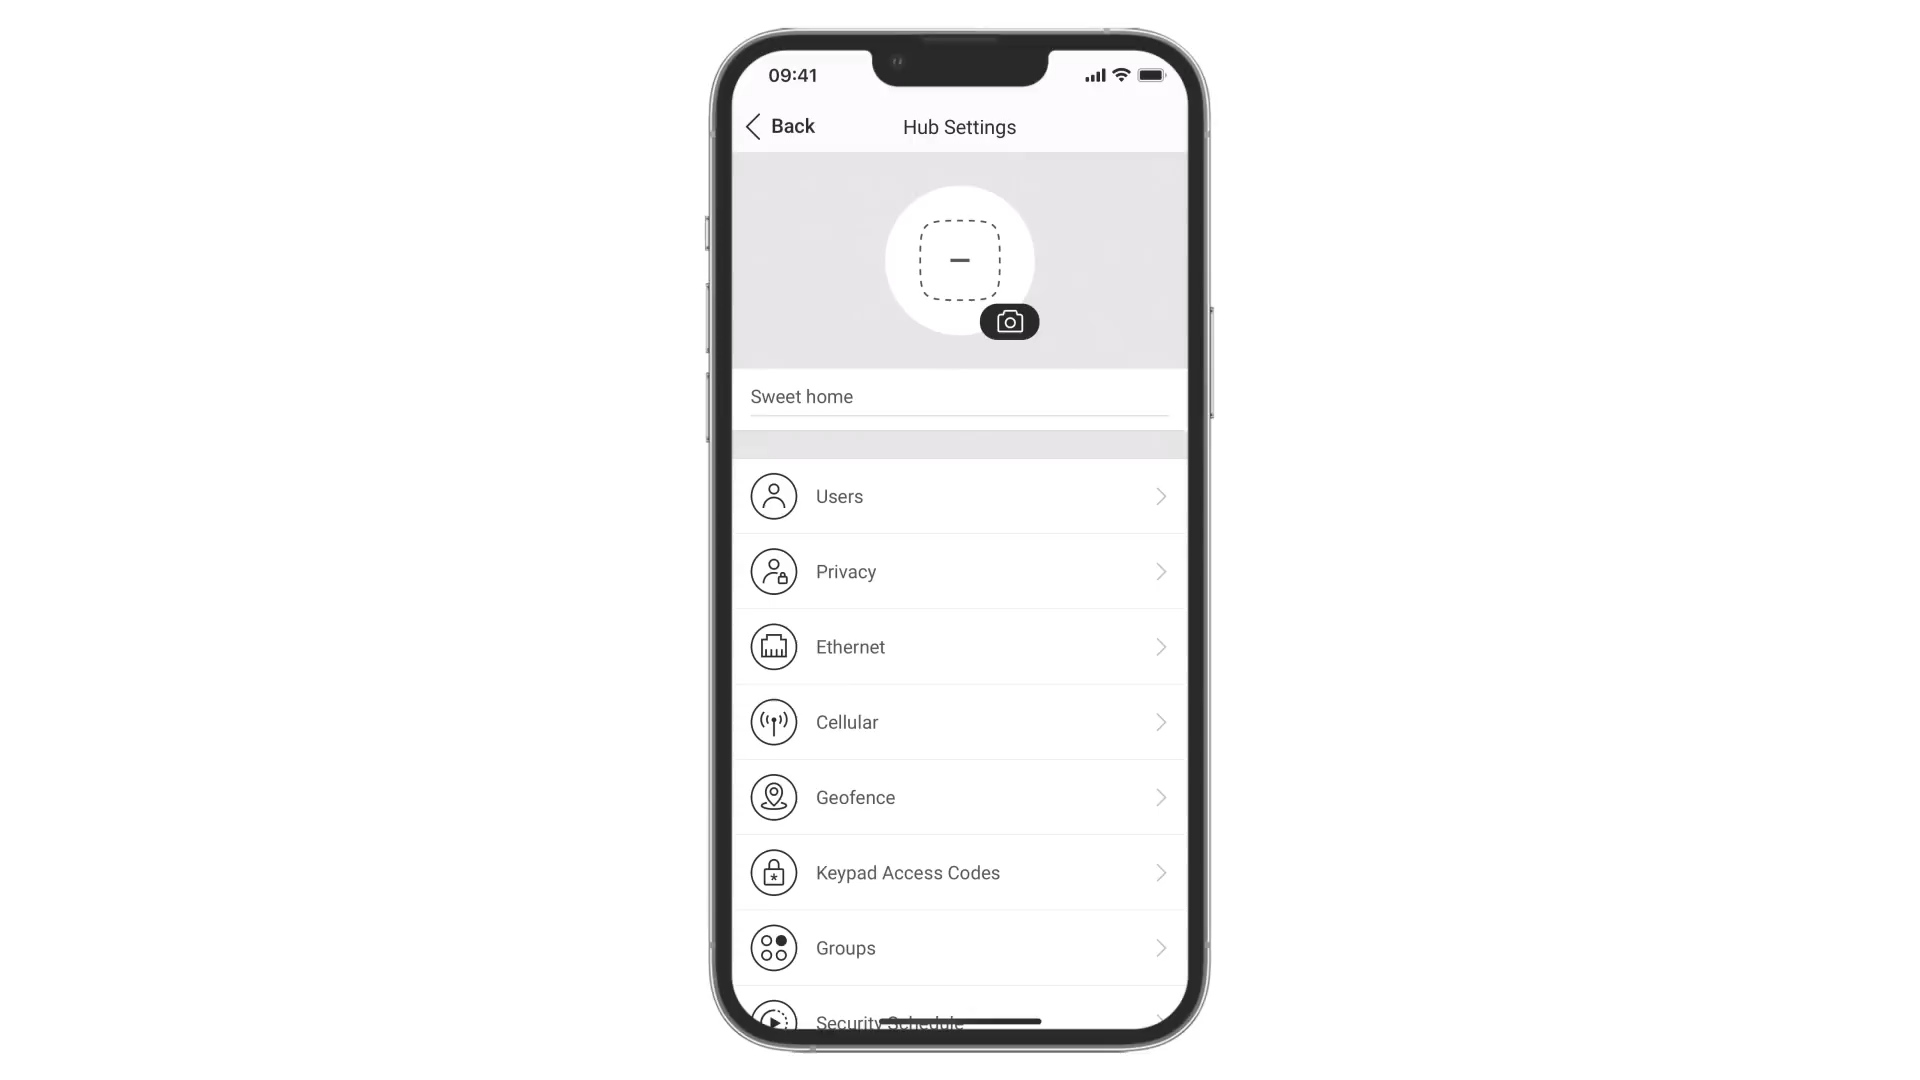 09:41
Back
Hub Settings
Sweet home
Users
Privacy
Ethernet
Cellular
Geofence
Keypad Access Codes
Groups
Security Schedule